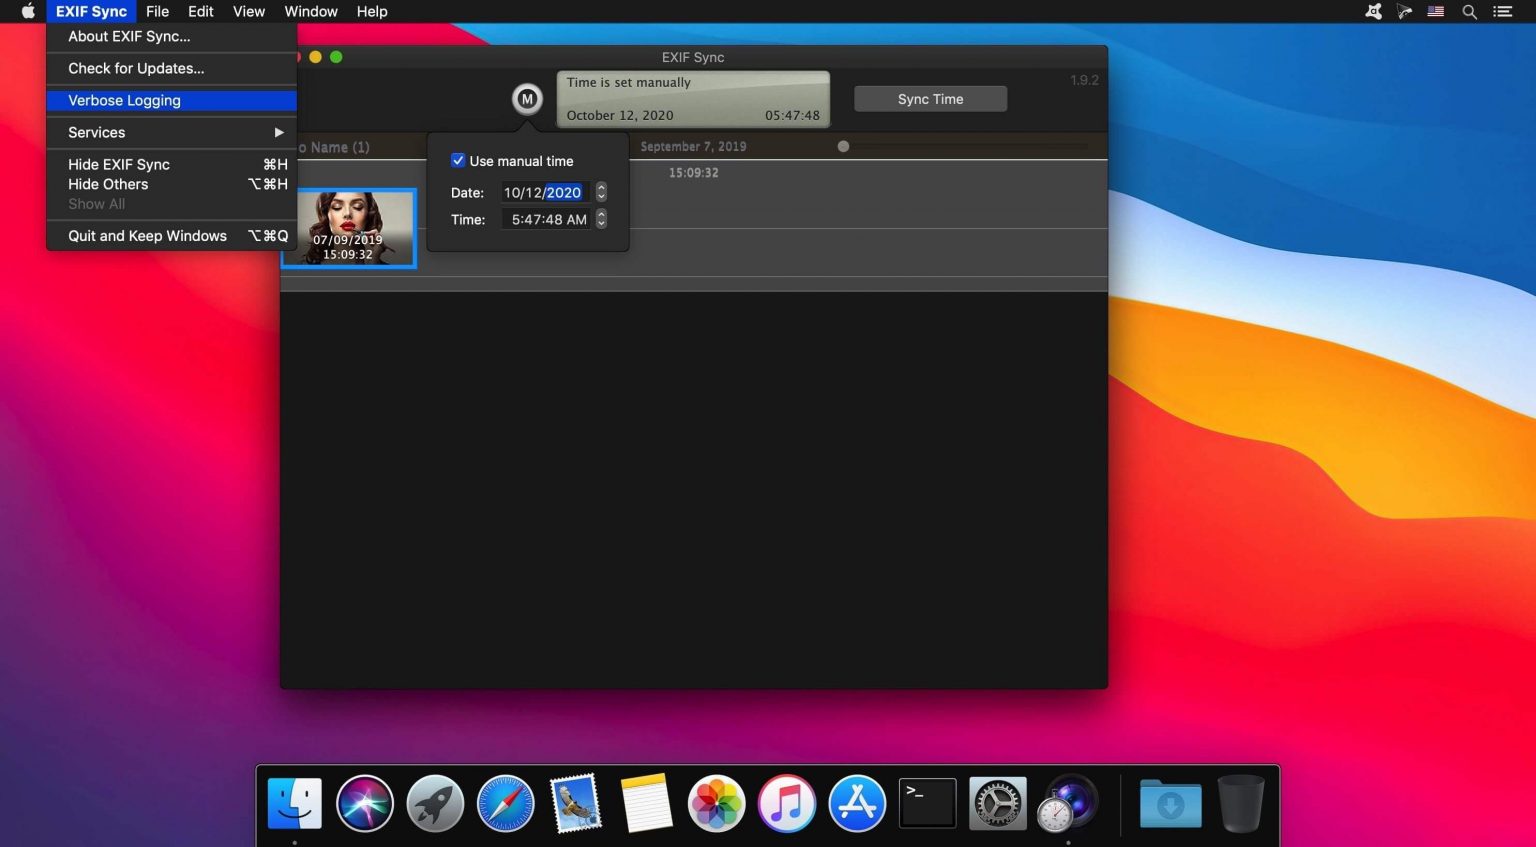 EXIF Sync File Edit View Window Help
About EXIF Sync...
Check for Updates...
Verbose Logging
Services
Hide EXIF Sync ⌘H
Hide Others ⌥⌘H
Show All
Quit and Keep Windows ⌥⌘Q
EXIF Sync
1.9.2
M
Time is set manually
October 12, 2020 05:47:48
Sync Time
o Name (1)
September 7, 2019
15:09:32
Use manual time
Date: 10/12/2020
Time: 5:47:48 AM
07/09/2019
15:09:32
>_